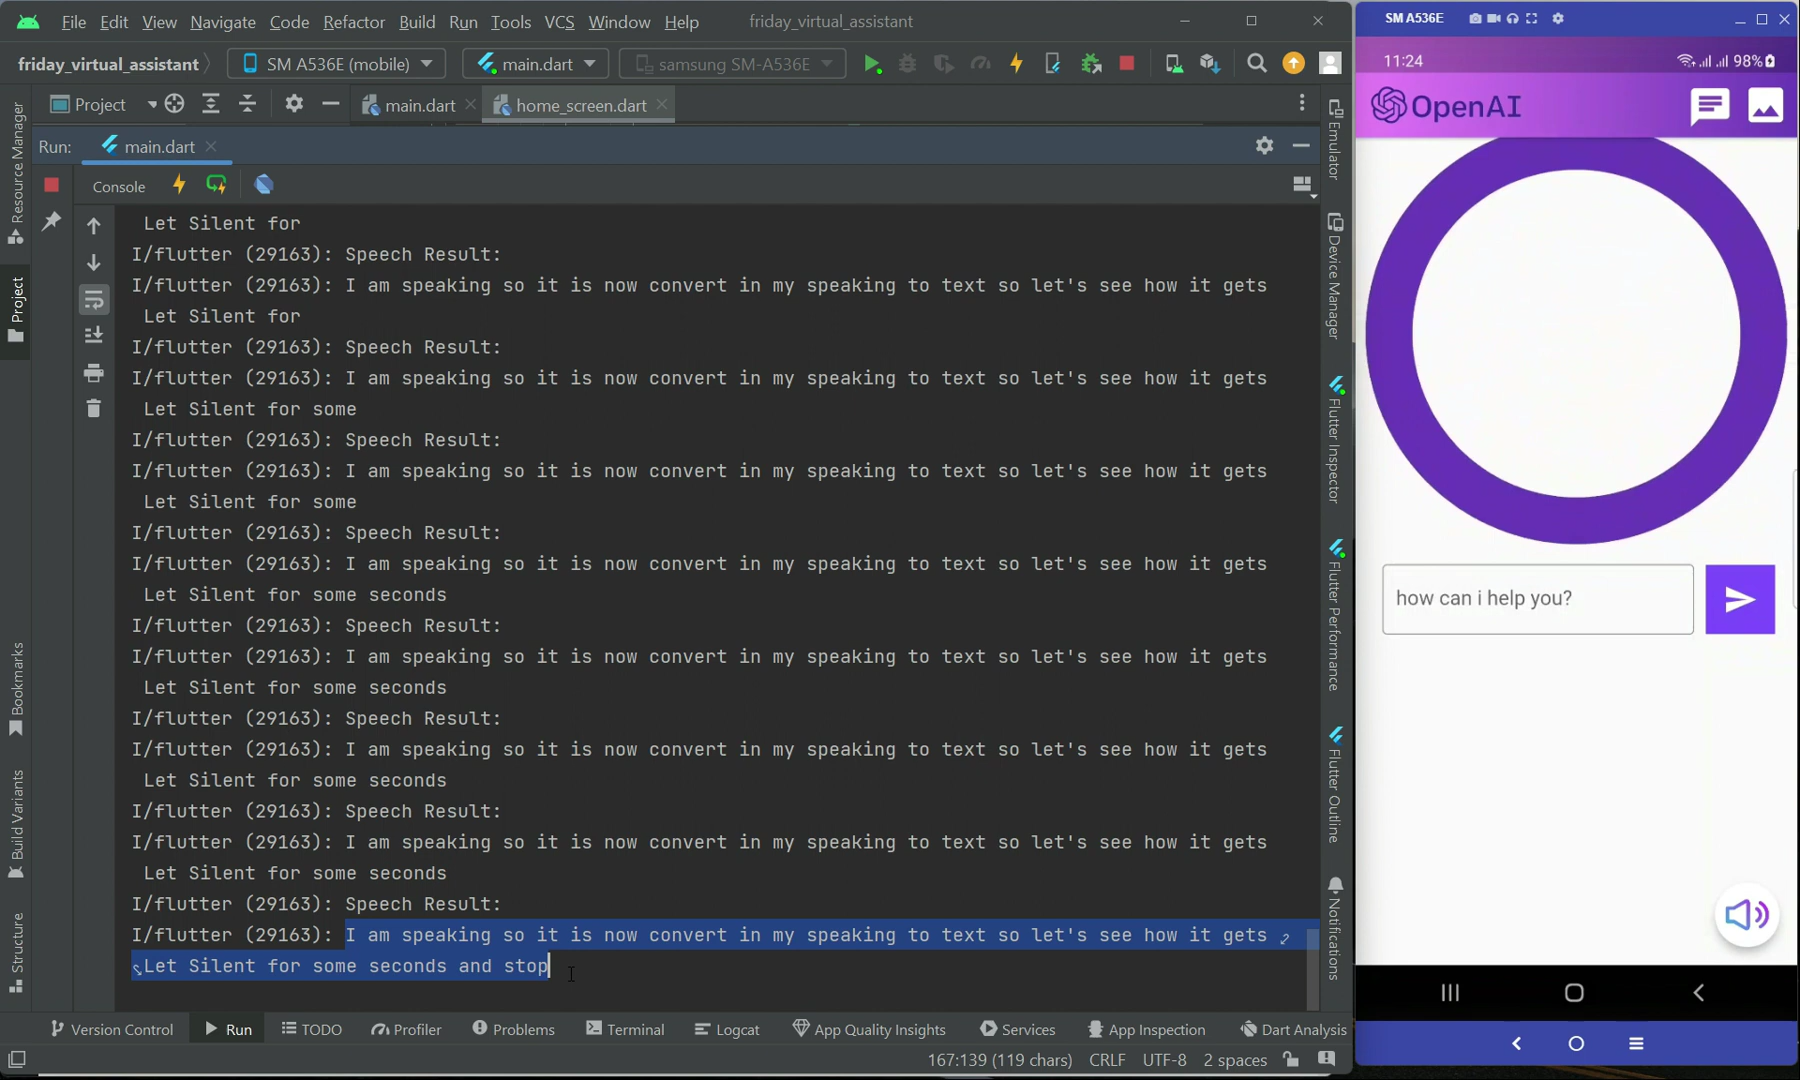 File Edit View Navigate Code Refactor Build Run Tools VCS Window Help friday_virtual_assistant
friday_virtual_assistant SM A536E (mobile) main.dart samsung SM-A536E
Project main.dart home_screen.dart
Run: main.dart
Console
Let Silent for
I/flutter (29163): Speech Result:
I/flutter (29163): I am speaking so it is now convert in my speaking to text so let's see how it gets
Let Silent for
I/flutter (29163): Speech Result:
I/flutter (29163): I am speaking so it is now convert in my speaking to text so let's see how it gets
Let Silent for some
I/flutter (29163): Speech Result:
I/flutter (29163): I am speaking so it is now convert in my speaking to text so let's see how it gets
Let Silent for some
I/flutter (29163): Speech Result:
I/flutter (29163): I am speaking so it is now convert in my speaking to text so let's see how it gets
Let Silent for some seconds
I/flutter (29163): Speech Result:
I/flutter (29163): I am speaking so it is now convert in my speaking to text so let's see how it gets
Let Silent for some seconds
I/flutter (29163): Speech Result:
I/flutter (29163): I am speaking so it is now convert in my speaking to text so let's see how it gets
Let Silent for some seconds
I/flutter (29163): Speech Result:
I/flutter (29163): I am speaking so it is now convert in my speaking to text so let's see how it gets
Let Silent for some seconds
I/flutter (29163): Speech Result:
I/flutter (29163): I am speaking so it is now convert in my speaking to text so let's see how it gets
Let Silent for some seconds and stop
Resource Manager
Project
Bookmarks
Build Variants
Structure
Emulator
Device Manager
Flutter Inspector
Flutter Performance
Flutter Outline
Notifications
Version Control Run TODO Profiler Problems Terminal Logcat App Quality Insights Services App Inspection Dart Analysis
167:139 (119 chars) CRLF UTF-8 2 spaces
SM A536E
11:24 98%
OpenAI
how can i help you?